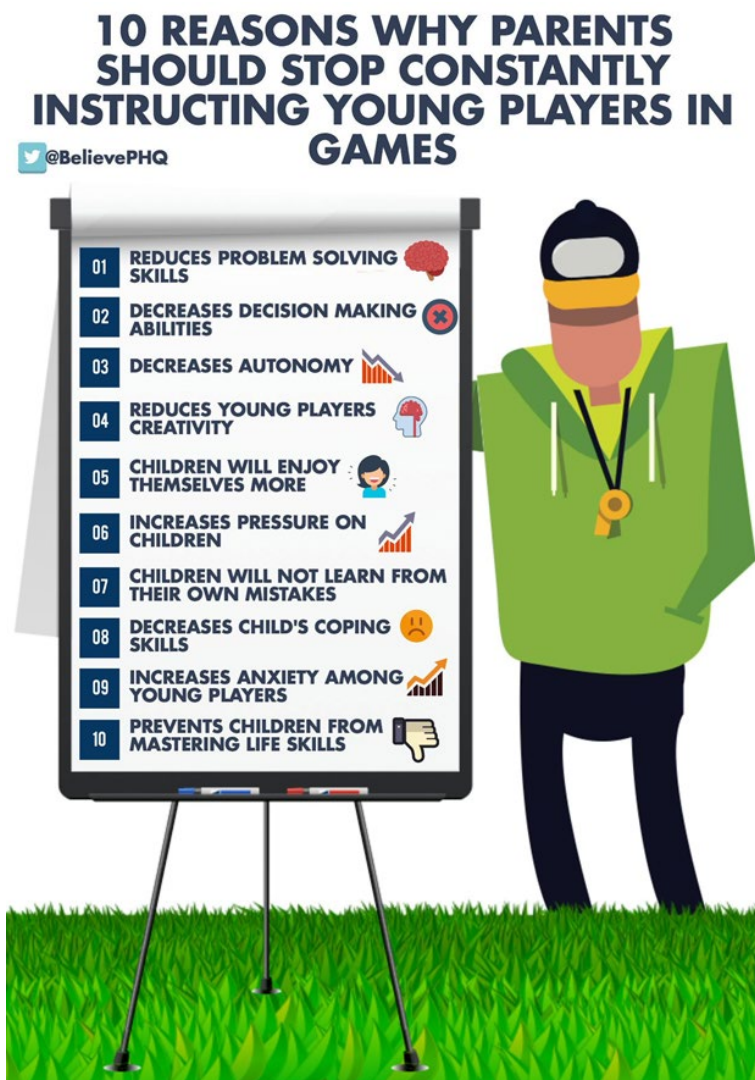 10 REASONS WHY PARENTS
SHOULD STOP CONSTANTLY
INSTRUCTING YOUNG PLAYERS IN
GAMES
@BelievePHQ
01 REDUCES PROBLEM SOLVING
SKILLS
02 DECREASES DECISION MAKING
ABILITIES
03 DECREASES AUTONOMY
04 REDUCES YOUNG PLAYERS
CREATIVITY
05 CHILDREN WILL ENJOY
THEMSELVES MORE
06 INCREASES PRESSURE ON
CHILDREN
07 CHILDREN WILL NOT LEARN FROM
THEIR OWN MISTAKES
08 DECREASES CHILD'S COPING
SKILLS
09 INCREASES ANXIETY AMONG
YOUNG PLAYERS
10 PREVENTS CHILDREN FROM
MASTERING LIFE SKILLS